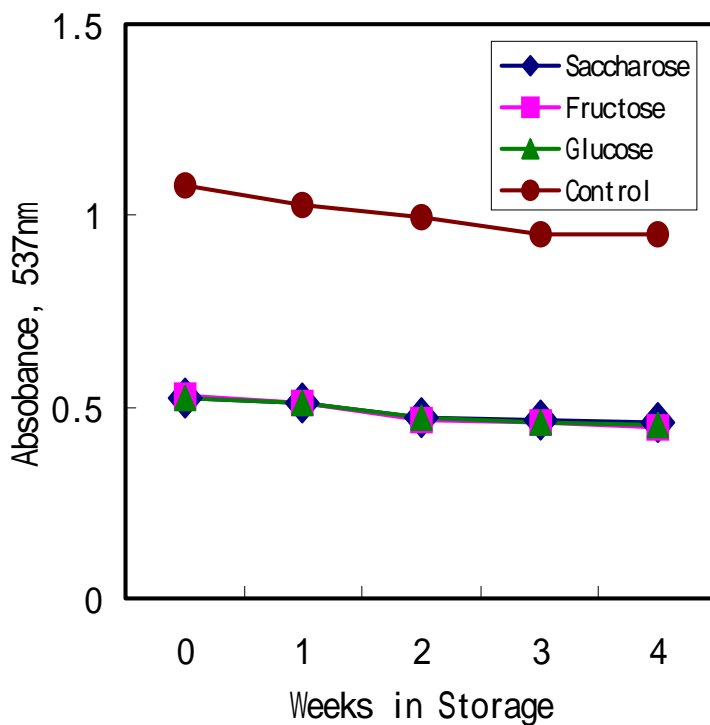 1.5
Saccharose
Fructose
Glucose
Control
1
0.5
0
Absobance, 537nm
0 1 2 3 4
Weeks in Storage